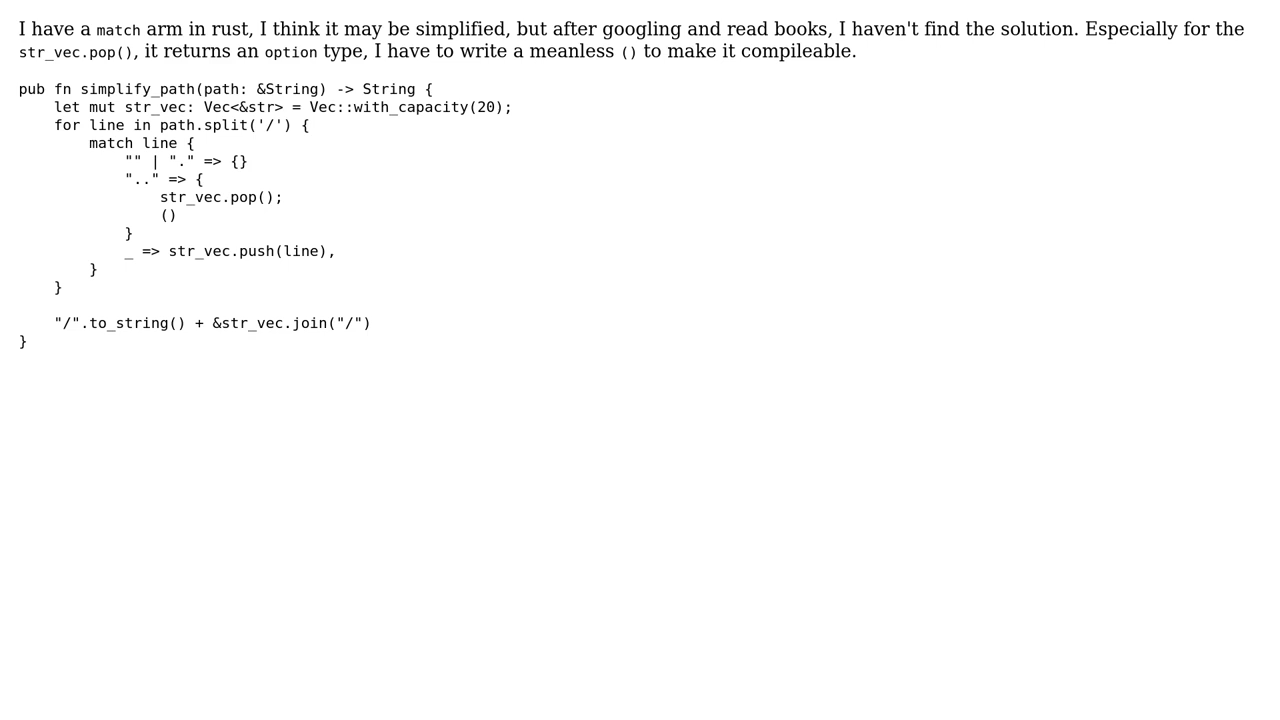 I have a match arm in rust, I think it may be simplified, but after googling and read books, I haven't find the solution. Especially for the
str_vec.pop(), it returns an option type, I have to write a meanless () to make it compileable.
pub fn simplify_path(path: &String) -> String {
    let mut str_vec: Vec<&str> = Vec::with_capacity(20);
    for line in path.split('/') {
        match line {
            "" | "." => {}
            ".." => {
                str_vec.pop();
                ()
            }
            _ => str_vec.push(line),
        }
    }
    "/".to_string() + &str_vec.join("/")
}